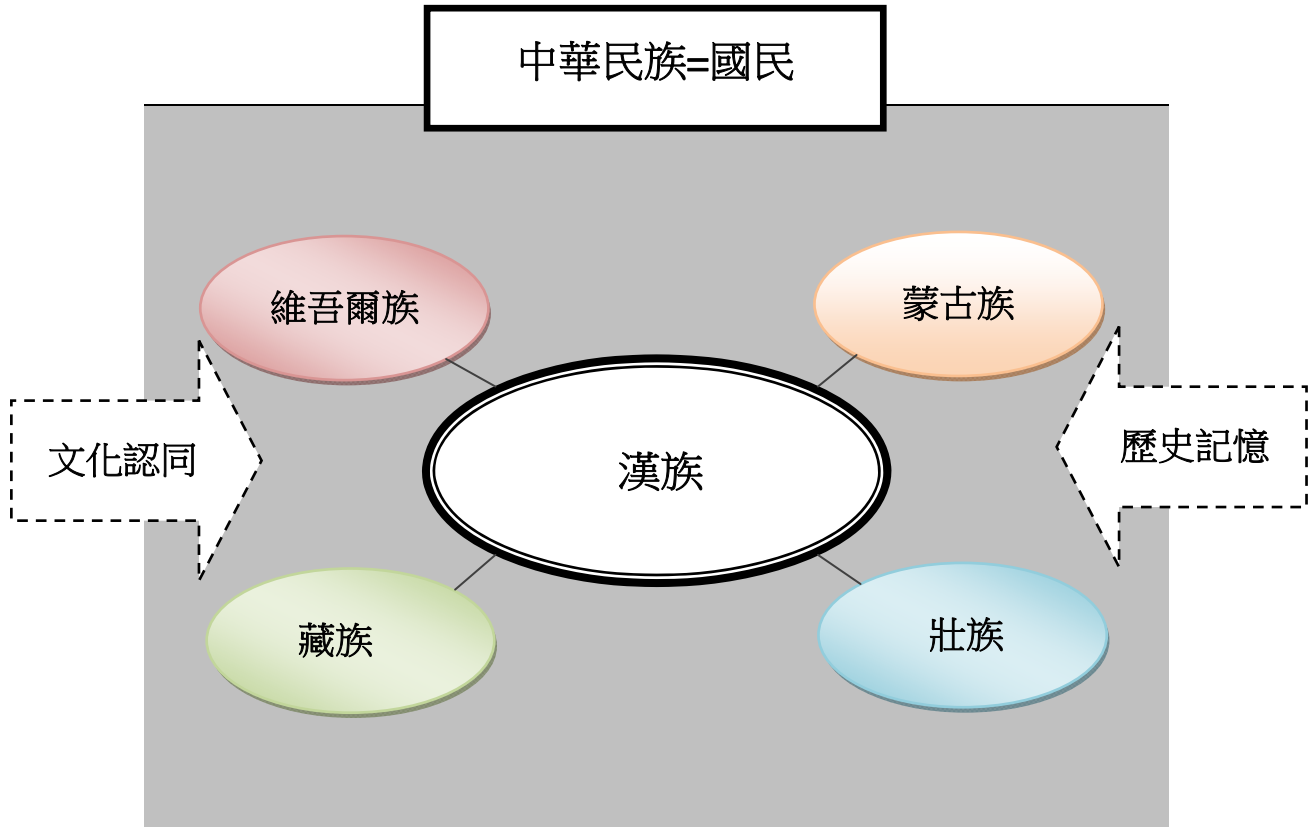 中華民族=國民
維吾爾族
蒙古族
文化認同
漢族
歷史記憶
藏族
壯族